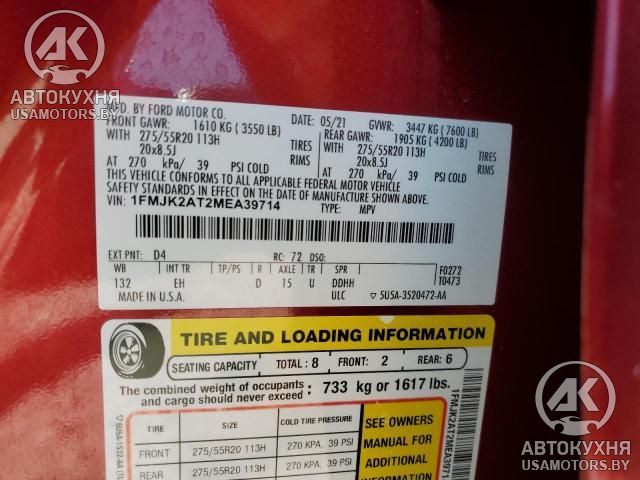 АК
АВТОКУХНЯ
USAMOTORS.BY
MFD. BY FORD MOTOR CO.
05/21
GVWR: 3447 KG ( 7600 LB)
FRONT GAWR: 1610 KG ( 3550 LB)
REAR GAWR: 1905 KG ( 4200 LB)
WITH 275/55R20 113H TIRES
WITH 275/55R20 113H TIRES
20x8.5J RIMS
20x8.5J RIMS
AT 270 kPa/ 39 PSI COLD
AT 270 kPa/ 39 PSI COLD
THIS VEHICLE CONFORMS TO ALL APPLICABLE FEDERAL MOTOR VEHICLE
SAFETY STANDARDS IN EFFECT ON THE DATE OF MANUFACTURE SHOWN ABOVE.
VIN: 1FMJK2AT2MEA39714
TYPE: MPV
EXT PNT: D4 RC: 72 DSO:
WB INT TR TP/PS R AXLE TR SPR
F0272
132 EH D 15 U DDHH
T0473
MADE IN U.S.A.
ULC ▽ 5U5A-3520472-AA
TIRE AND LOADING INFORMATION
SEATING CAPACITY TOTAL: 8 FRONT: 2 REAR: 6
The combined weight of occupants
and cargo should never exceed: 733 kg or 1617 lbs.
TIRE SIZE COLD TIRE PRESSURE
FRONT 275/55R20 113H 270 KPA, 39 PSI
REAR 275/55R20 113H 270 KPA, 39 PSI
SEE OWNERS
MANUAL FOR
ADDITIONAL
INFORMATION
▽ 5U5A-1532-AA (TL
1FMJK2AT2MEA3971
АК
АВТОКУХНЯ
USAMOTORS.BY